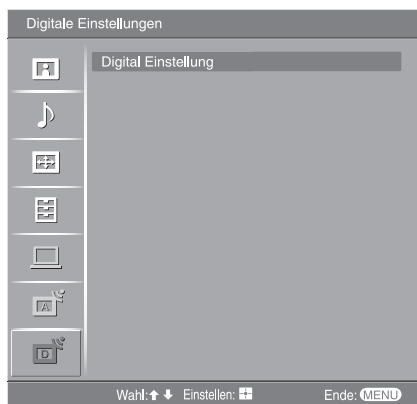 Digitale Einstellungen
Digital Einstellung
A
D
Wahl: Einstellen: Ende: MENU